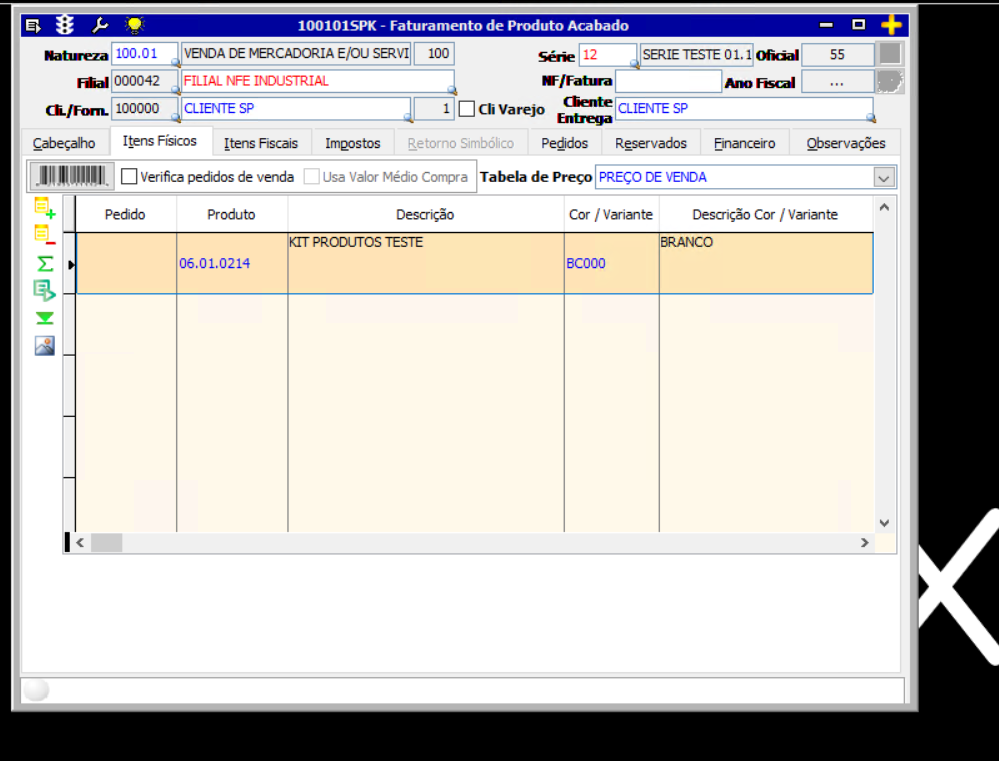 100101SPK - Faturamento de Produto Acabado
Natureza 100.01 VENDA DE MERCADORIA E/OU SERVI 100 Série 12 SERIE TESTE 01.1 Oficial 55
Filial 000042 FILIAL NFE INDUSTRIAL NF/Fatura Ano Fiscal ...
Cli./Forn. 100000 CLIENTE SP 1 Cli Varejo Cliente Entrega CLIENTE SP
Cabeçalho Itens Físicos Itens Fiscais Impostos Retorno Simbólico Pedidos Reservados Financeiro Observações
Verifica pedidos de venda Usa Valor Médio Compra Tabela de Preço PREÇO DE VENDA
Pedido Produto Descrição Cor / Variante Descrição Cor / Variante
KIT PRODUTOS TESTE BRANCO
06.01.0214 BC000